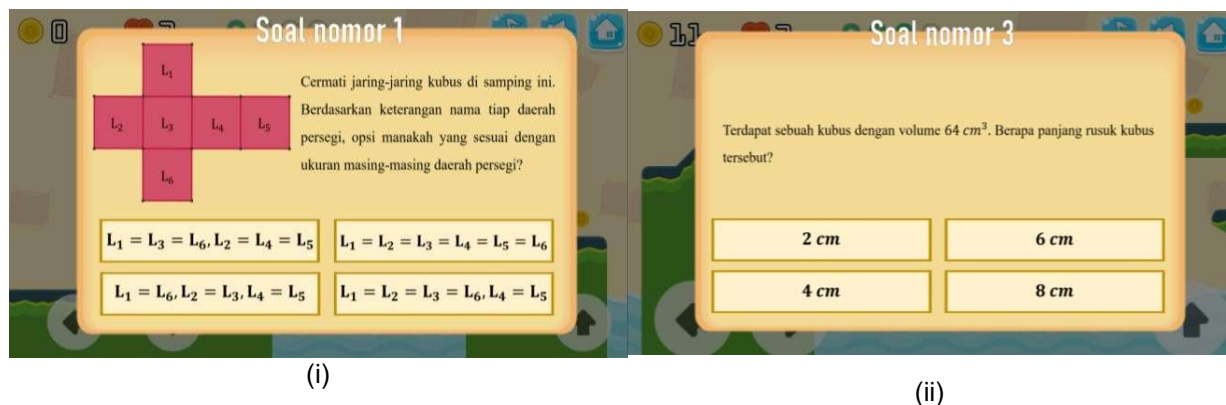 0
Soal nomor 1
L₁
L₂ L₃ L₄ L₅
L₆
Cermati jaring-jaring kubus di samping ini.
Berdasarkan keterangan nama tiap daerah
persegi, opsi manakah yang sesuai dengan
ukuran masing-masing daerah persegi?
L₁ = L₃ = L₆, L₂ = L₄ = L₅
L₁ = L₂ = L₃ = L₄ = L₅ = L₆
L₁ = L₆, L₂ = L₃, L₄ = L₅
L₁ = L₂ = L₃ = L₆, L₄ = L₅
(i)
11
Soal nomor 3
Terdapat sebuah kubus dengan volume 64 cm³. Berapa panjang rusuk kubus
tersebut?
2 cm
6 cm
4 cm
8 cm
(ii)